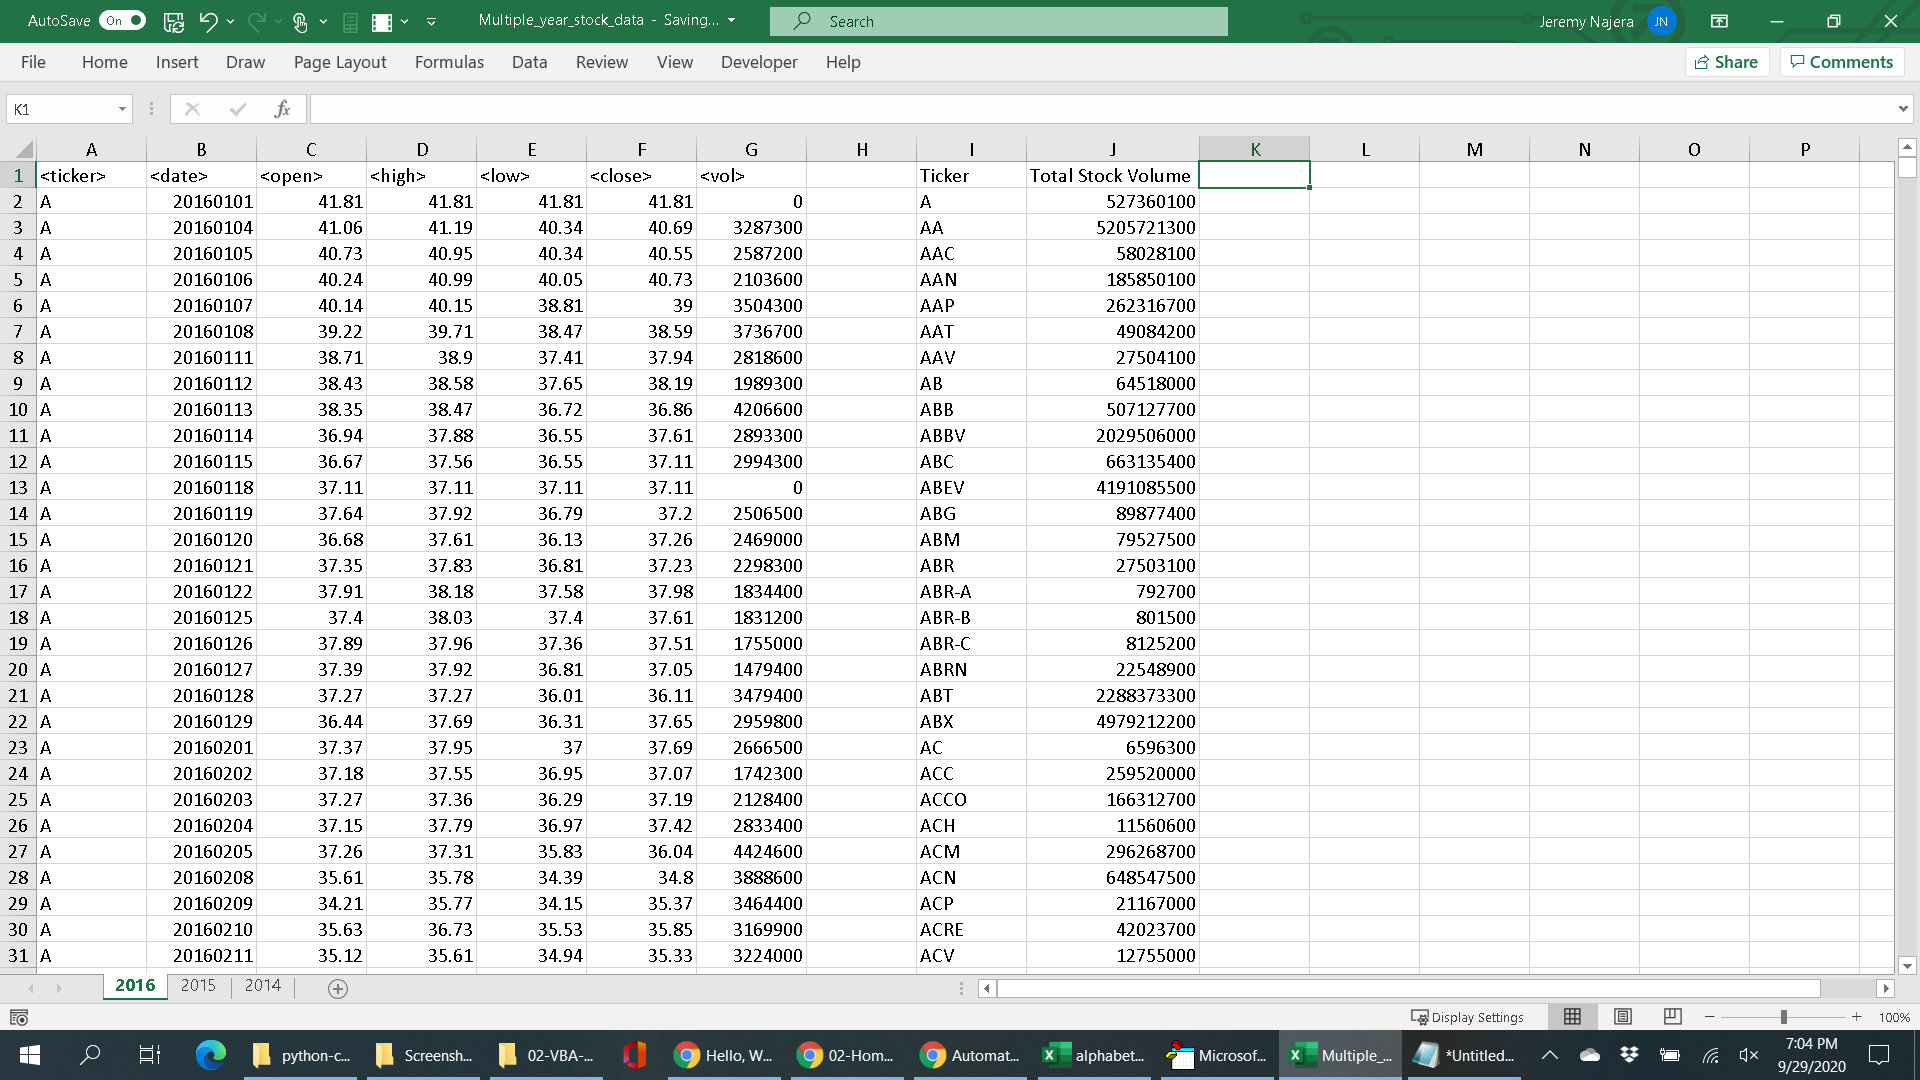 AutoSave On Multiple_year_stock_data - Saving... Search Jeremy Najera JN
File Home Insert Draw Page Layout Formulas Data Review View Developer Help Share Comments
K1 fx
A B C D E F G H I J K L M N O P
1 <ticker> <date> <open> <high> <low> <close> <vol> Ticker Total Stock Volume
2 A 20160101 41.81 41.81 41.81 41.81 0 A 527360100
3 A 20160104 41.06 41.19 40.34 40.69 3287300 AA 5205721300
4 A 20160105 40.73 40.95 40.34 40.55 2587200 AAC 58028100
5 A 20160106 40.24 40.99 40.05 40.73 2103600 AAN 185850100
6 A 20160107 40.14 40.15 38.81 39 3504300 AAP 262316700
7 A 20160108 39.22 39.71 38.47 38.59 3736700 AAT 49084200
8 A 20160111 38.71 38.9 37.41 37.94 2818600 AAV 27504100
9 A 20160112 38.43 38.58 37.65 38.19 1989300 AB 64518000
10 A 20160113 38.35 38.47 36.72 36.86 4206600 ABB 507127700
11 A 20160114 36.94 37.88 36.55 37.61 2893300 ABBV 2029506000
12 A 20160115 36.67 37.56 36.55 37.11 2994300 ABC 663135400
13 A 20160118 37.11 37.11 37.11 37.11 0 ABEV 4191085500
14 A 20160119 37.64 37.92 36.79 37.2 2506500 ABG 89877400
15 A 20160120 36.68 37.61 36.13 37.26 2469000 ABM 79527500
16 A 20160121 37.35 37.83 36.81 37.23 2298300 ABR 27503100
17 A 20160122 37.91 38.18 37.58 37.98 1834400 ABR-A 792700
18 A 20160125 37.4 38.03 37.4 37.61 1831200 ABR-B 801500
19 A 20160126 37.89 37.96 37.36 37.51 1755000 ABR-C 8125200
20 A 20160127 37.39 37.92 36.81 37.05 1479400 ABRN 22548900
21 A 20160128 37.27 37.27 36.01 36.11 3479400 ABT 2288373300
22 A 20160129 36.44 37.69 36.31 37.65 2959800 ABX 4979212200
23 A 20160201 37.37 37.95 37 37.69 2666500 AC 6596300
24 A 20160202 37.18 37.55 36.95 37.07 1742300 ACC 259520000
25 A 20160203 37.27 37.36 36.29 37.19 2128400 ACCO 166312700
26 A 20160204 37.15 37.79 36.97 37.42 2833400 ACH 11560600
27 A 20160205 37.26 37.31 35.83 36.04 4424600 ACM 296268700
28 A 20160208 35.61 35.78 34.39 34.8 3888600 ACN 648547500
29 A 20160209 34.21 35.77 34.15 35.37 3464400 ACP 21167000
30 A 20160210 35.63 36.73 35.53 35.85 3169900 ACRE 42023700
31 A 20160211 35.12 35.61 34.94 35.33 3224000 ACV 12755000
2016 2015 2014
Display Settings 100%
python-c... Screensh... 02-VBA-... Hello, W... 02-Hom... Automat... alphabet... Microsof... Multiple_... *Untitled... 7:04 PM
9/29/2020